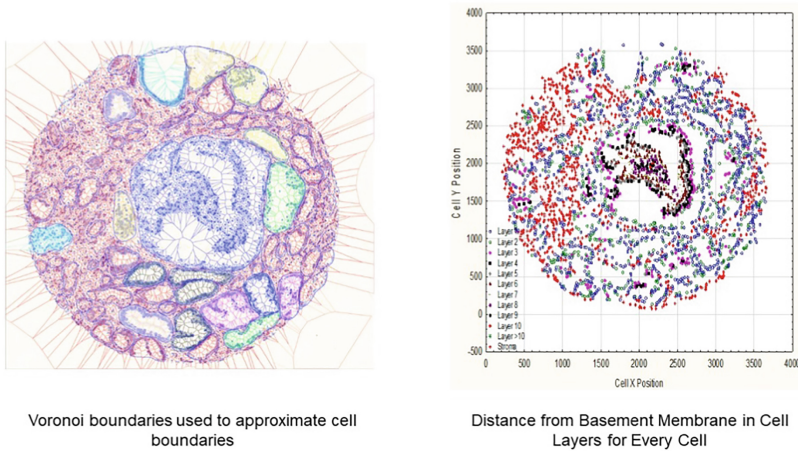 4000
3500
3000
2500
2000
1500
1000
500
0
-500
Cell Y Position
Layer
Layer 2
Layer 3
Layer 4
Layer 5
Layer 6
Layer 7
Layer 8
Layer 9
Layer 10
Layer >10
Stroma
0 500 1000 1500 2000 2500 3000 3500 4000
Cell X Position
Voronoi boundaries used to approximate cell
boundaries
Distance from Basement Membrane in Cell
Layers for Every Cell